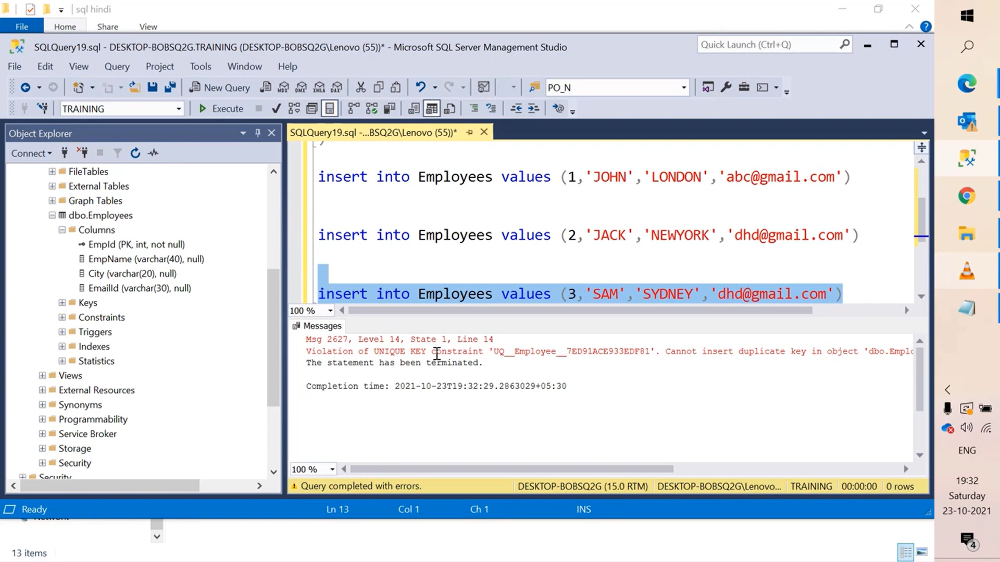 sql hindi
File Home Share View
SQLQuery19.sql - DESKTOP-BOBSQ2G.TRAINING (DESKTOP-BOBSQ2G\Lenovo (55))* - Microsoft SQL Server Management Studio
Quick Launch (Ctrl+Q)
File Edit View Query Project Tools Window Help
New Query MDX DMX XMLA DAX PO_N
TRAINING Execute
Object Explorer
Connect
FileTables
External Tables
Graph Tables
dbo.Employees
Columns
EmpId (PK, int, not null)
EmpName (varchar(40), null)
City (varchar(20), null)
EmailId (varchar(30), null)
Keys
Constraints
Triggers
Indexes
Statistics
Views
External Resources
Synonyms
Programmability
Service Broker
Storage
Security
Security
SQLQuery19.sql -...BSQ2G\Lenovo (55))*
)
insert into Employees values (1,'JOHN','LONDON','abc@gmail.com')
insert into Employees values (2,'JACK','NEWYORK','dhd@gmail.com')
insert into Employees values (3,'SAM','SYDNEY','dhd@gmail.com')
100 %
Messages
Msg 2627, Level 14, State 1, Line 14
Violation of UNIQUE KEY constraint 'UQ__Employee__7ED91ACE933EDF81'. Cannot insert duplicate key in object 'dbo.Emplo
The statement has been terminated.
Completion time: 2021-10-23T19:32:29.2863029+05:30
100 %
Query completed with errors. DESKTOP-BOBSQ2G (15.0 RTM) DESKTOP-BOBSQ2G\Lenovo... TRAINING 00:00:00 0 rows
Ready Ln 13 Col 1 Ch 1 INS
Network
13 items
ENG
19:32
Saturday
23-10-2021
4